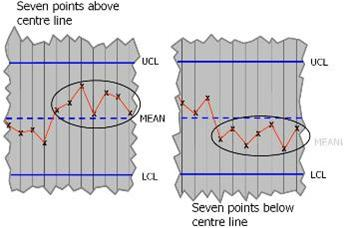 Seven points above
centre line
UCL
MEAN
LCL
UCL
MEAN
LCL
Seven points below
centre line